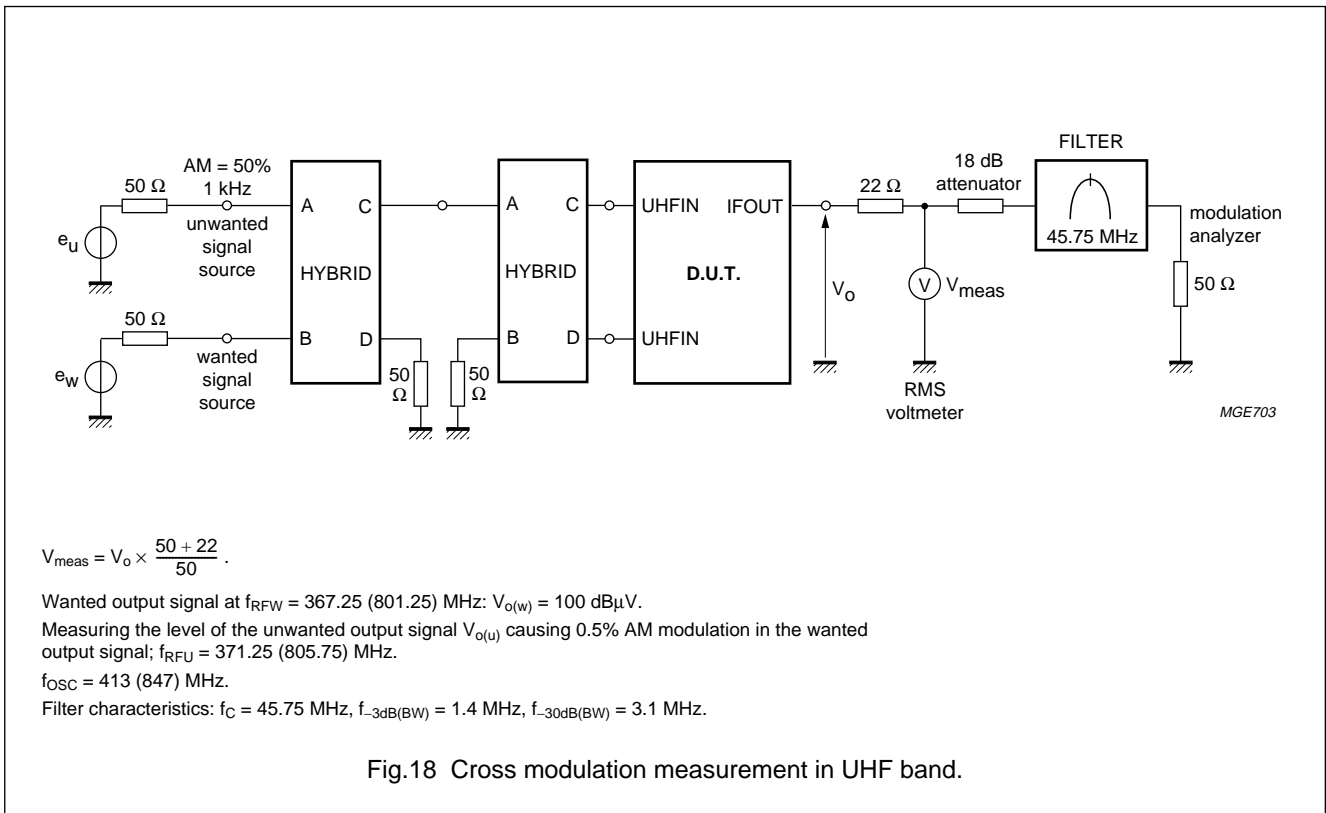 FILTER
AM = 50%
1 kHz
50 Ω
unwanted
signal
source
e_u
A C
HYBRID
B D
50 Ω
wanted
signal
source
e_w
50
Ω
50
Ω
A C
HYBRID
B D
UHFIN IFOUT
D.U.T.
UHFIN
V_o
22 Ω
18 dB
attenuator
V V_meas
RMS
voltmeter
45.75 MHz
modulation
analyzer
50 Ω
MGE703
V_meas = V_o × (50 + 22)/50 .
Wanted output signal at f_RFW = 367.25 (801.25) MHz: V_o(w) = 100 dBμV.
Measuring the level of the unwanted output signal V_o(u) causing 0.5% AM modulation in the wanted
output signal; f_RFU = 371.25 (805.75) MHz.
f_OSC = 413 (847) MHz.
Filter characteristics: f_C = 45.75 MHz, f_–3dB(BW) = 1.4 MHz, f_–30dB(BW) = 3.1 MHz.
Fig.18 Cross modulation measurement in UHF band.